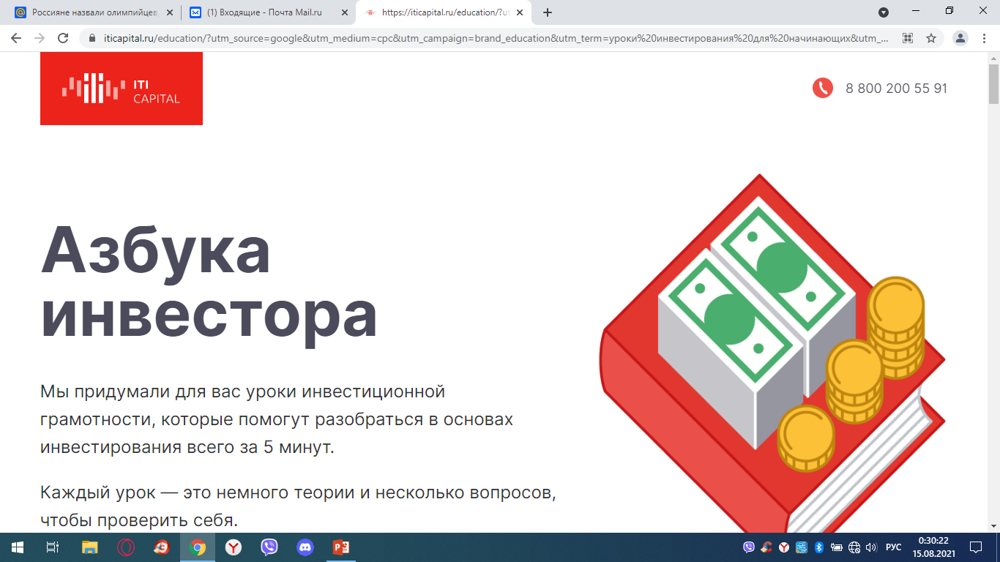 Россияне назвали олимпийцев,
(1) Входящие - Почта Mail.ru
https://iticapital.ru/education/?ut
iticapital.ru/education/?utm_source=google&utm_medium=cpc&utm_campaign=brand_education&utm_term=уроки%20инвестирования%20для%20начинающих&utm_...
ITI
CAPITAL
8 800 200 55 91
Азбука
инвестора
Мы придумали для вас уроки инвестиционной
грамотности, которые помогут разобраться в основах
инвестирования всего за 5 минут.
Каждый урок — это немного теории и несколько вопросов,
чтобы проверить себя.
РУС
0:30:22
15.08.2021